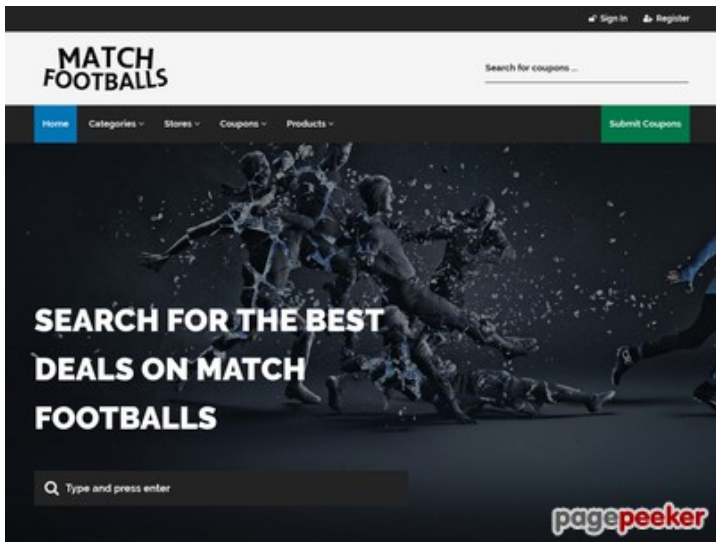 Sign In Register
MATCH
FOOTBALLS
Search for coupons ...
Home Categories Stores Coupons Products Submit Coupons
SEARCH FOR THE BEST
DEALS ON MATCH
FOOTBALLS
Type and press enter
pagepeeker